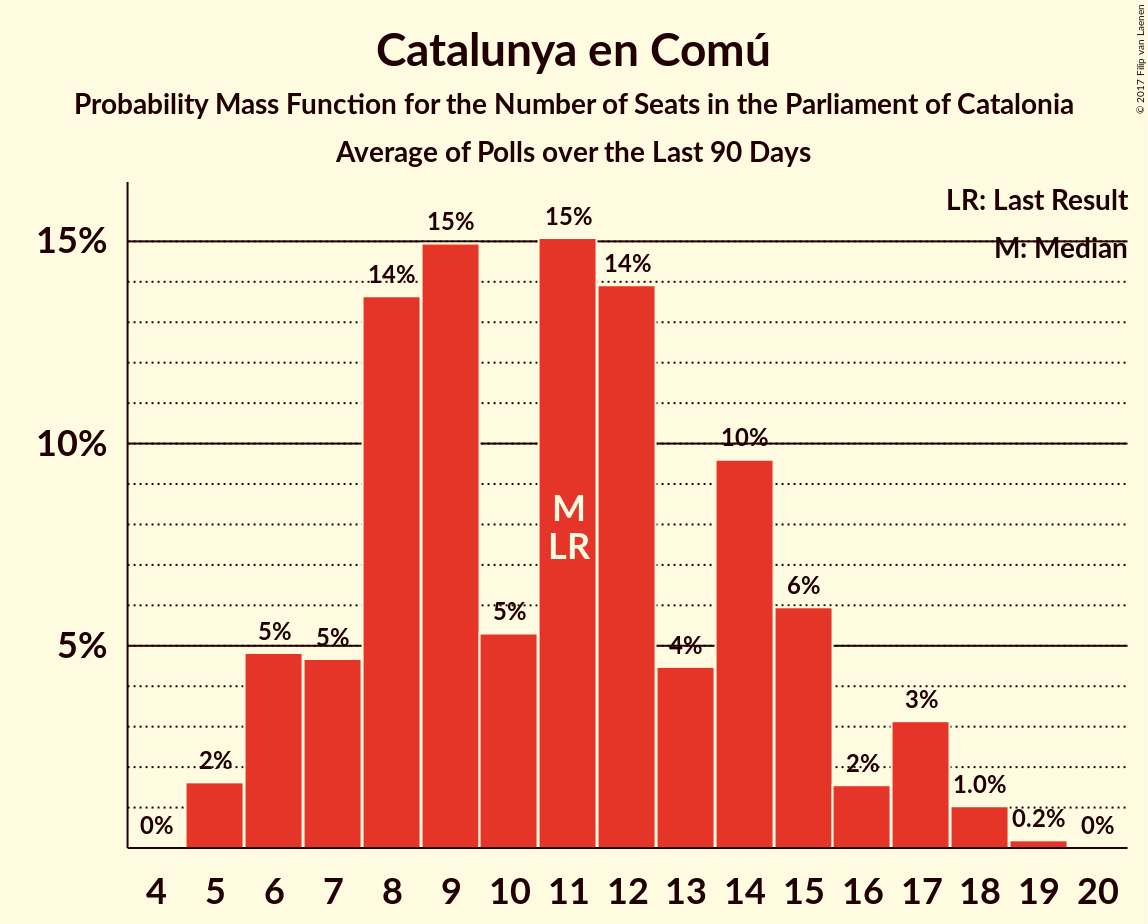 Catalunya en Comú
Probability Mass Function for the Number of Seats in the Parliament of Catalonia
Average of Polls over the Last 90 Days
© 2017 Filip van Laenen
LR: Last Result
M: Median
15%
10%
5%
0%
2%
5%
5%
14%
15%
5%
15%
14%
4%
10%
6%
2%
3%
1.0%
0.2%
0%
M
LR
4 5 6 7 8 9 10 11 12 13 14 15 16 17 18 19 20